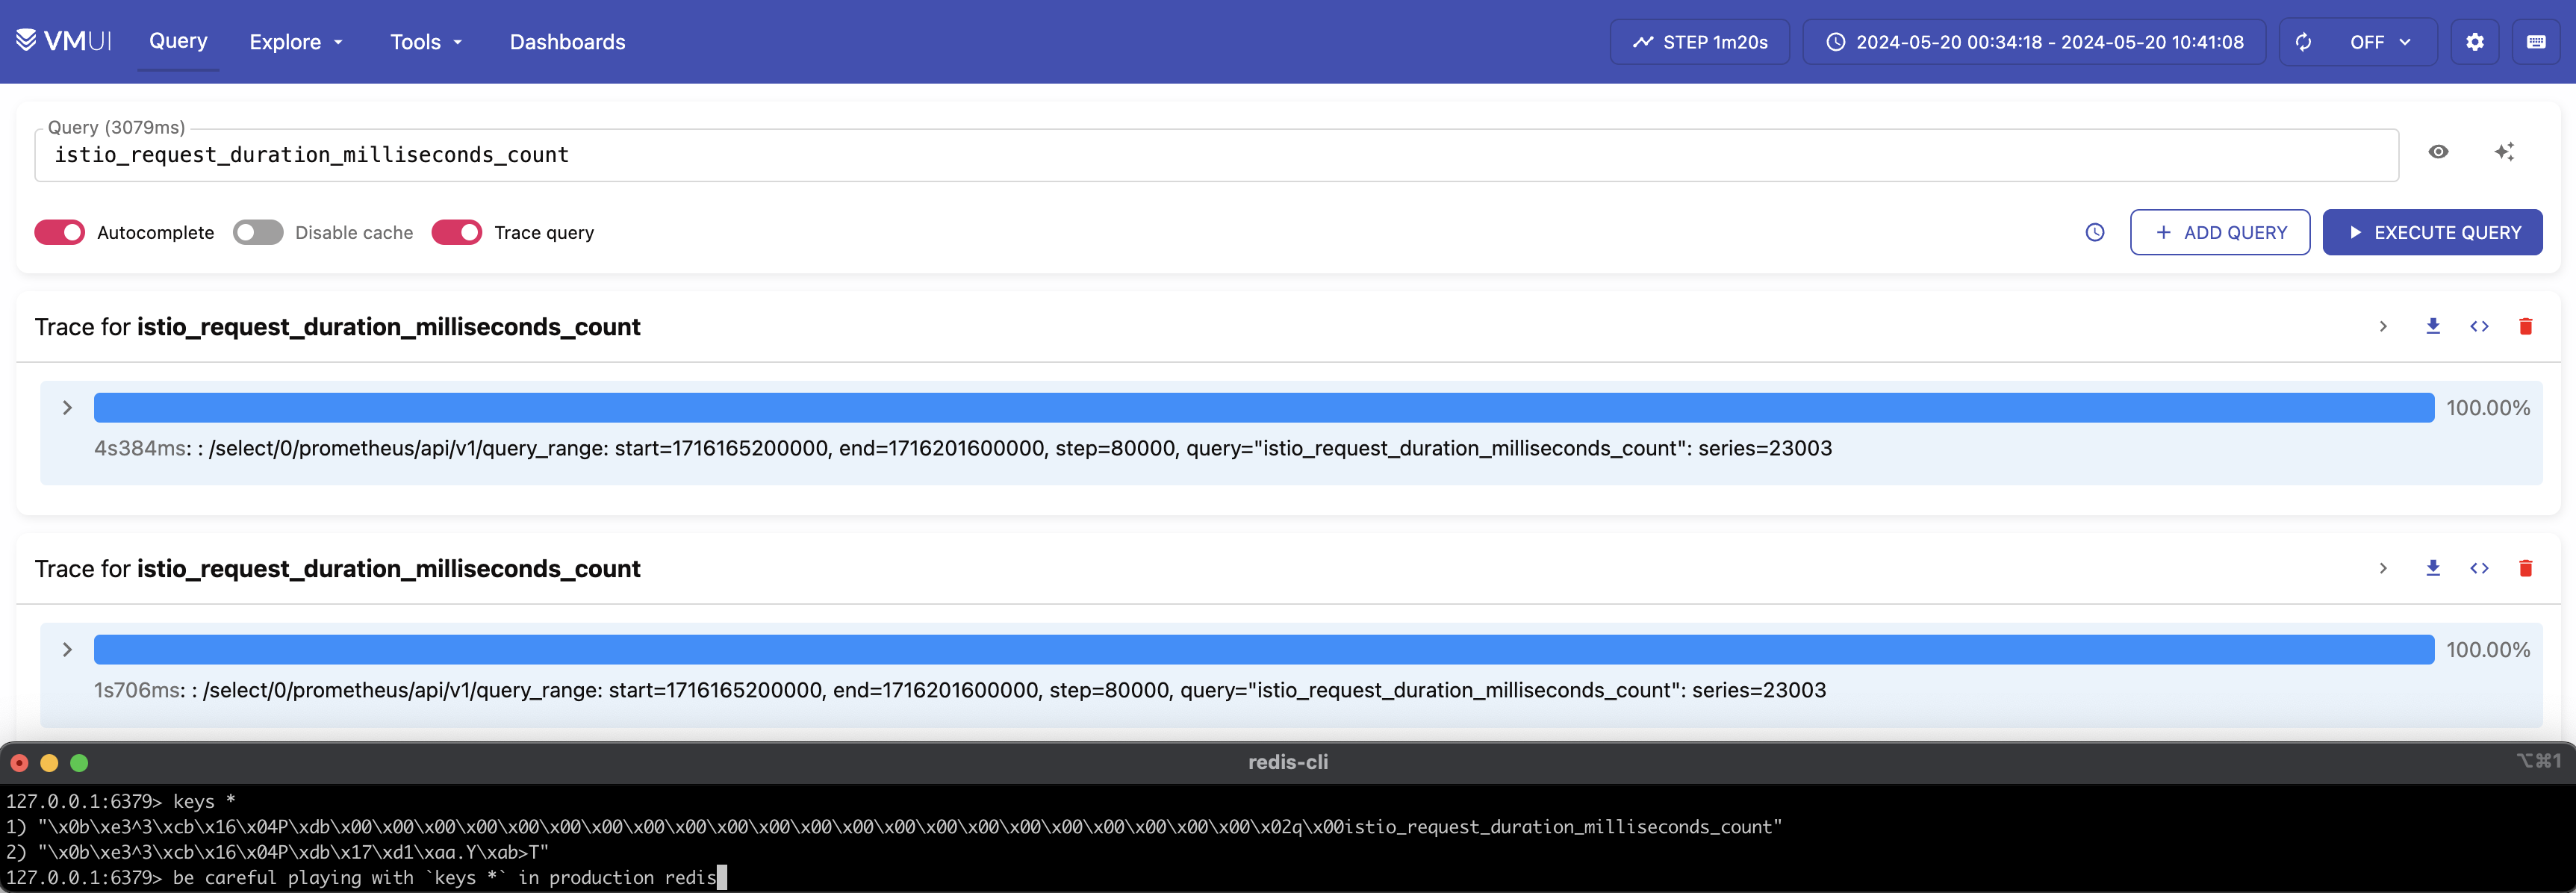 VMUI Query Explore Tools Dashboards STEP 1m20s 2024-05-20 00:34:18 - 2024-05-20 10:41:08 OFF
Query (3079ms)
istio_request_duration_milliseconds_count
Autocomplete Disable cache Trace query + ADD QUERY EXECUTE QUERY
Trace for istio_request_duration_milliseconds_count
100.00%
4s384ms: : /select/0/prometheus/api/v1/query_range: start=1716165200000, end=1716201600000, step=80000, query="istio_request_duration_milliseconds_count": series=23003
Trace for istio_request_duration_milliseconds_count
100.00%
1s706ms: : /select/0/prometheus/api/v1/query_range: start=1716165200000, end=1716201600000, step=80000, query="istio_request_duration_milliseconds_count": series=23003
redis-cli ⌥⌘1
127.0.0.1:6379> keys *
1) "\x0b\xe3^3\xcb\x16\x04P\xdb\x00\x00\x00\x00\x00\x00\x00\x00\x00\x00\x00\x00\x00\x00\x00\x00\x00\x00\x00\x00\x00\x02q\x00istio_request_duration_milliseconds_count"
2) "\x0b\xe3^3\xcb\x16\x04P\xdb\x17\xd1\xaa.Y\xab>T"
127.0.0.1:6379> be careful playing with `keys *` in production redis